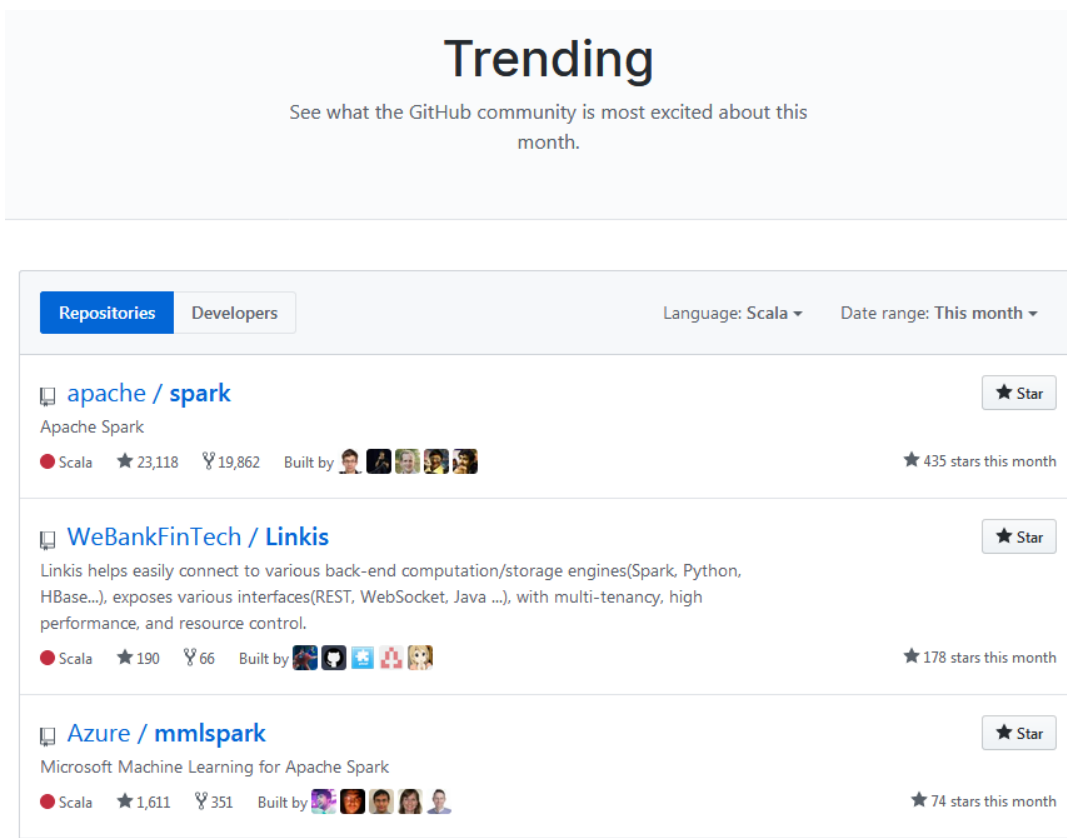 Trending
See what the GitHub community is most excited about this
month.
Repositories Developers Language: Scala Date range: This month
apache / spark Star
Apache Spark
Scala 23,118 19,862 Built by 435 stars this month
WeBankFinTech / Linkis Star
Linkis helps easily connect to various back-end computation/storage engines(Spark, Python,
HBase...), exposes various interfaces(REST, WebSocket, Java ...), with multi-tenancy, high
performance, and resource control.
Scala 190 66 Built by 178 stars this month
Azure / mmlspark Star
Microsoft Machine Learning for Apache Spark
Scala 1,611 351 Built by 74 stars this month